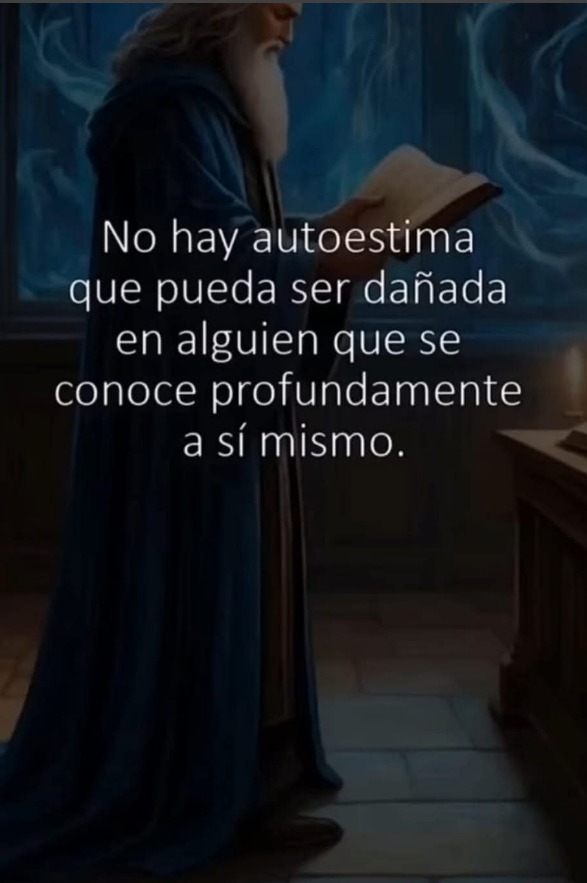 No hay autoestima
que pueda ser dañada
en alguien que se
conoce profundamente
a sí mismo.